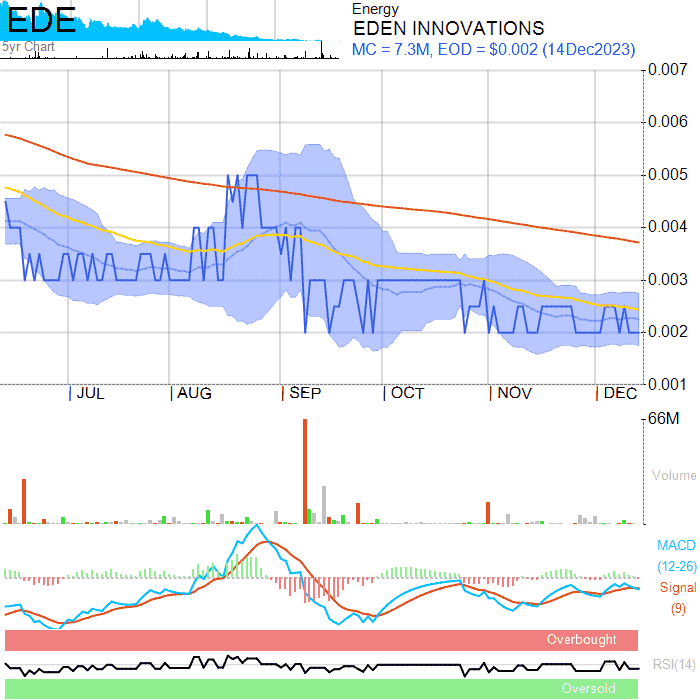 EDE
5yr Chart
Energy
EDEN INNOVATIONS
MC = 7.3M, EOD = $0.002 (14Dec2023)
0.007
0.006
0.005
0.004
0.003
0.002
0.001
JUL AUG SEP OCT NOV DEC
66M
Volume
MACD
(12-26)
Signal
(9)
Overbought
RSI(14)
Oversold